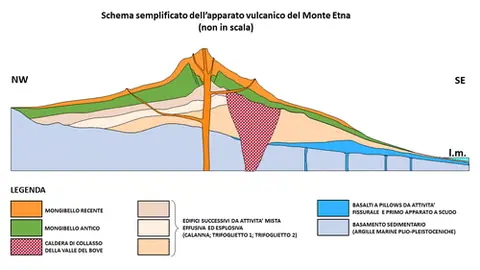 Schema semplificato dell'apparato vulcanico del Monte Etna
(non in scala)
NW
SE
l.m.
LEGENDA
MONGIBELLO RECENTE
MONGIBELLO ANTICO
CALDERA DI COLLASSO
DELLA VALLE DEL BOVE
EDIFICI SUCCESSIVI DA ATTIVITA' MISTA
EFFUSIVA ED ESPLOSIVA
(CALANNA; TRIFOGLIETTO 1; TRIFOGLIETTO 2)
BASALTI A PILLOWS DA ATTIVITA'
FISSURALE E PRIMO APPARATO A SCUDO
BASAMENTO SEDIMENTARIO
(ARGILLE MARINE PLIO-PLEISTOCENICHE)